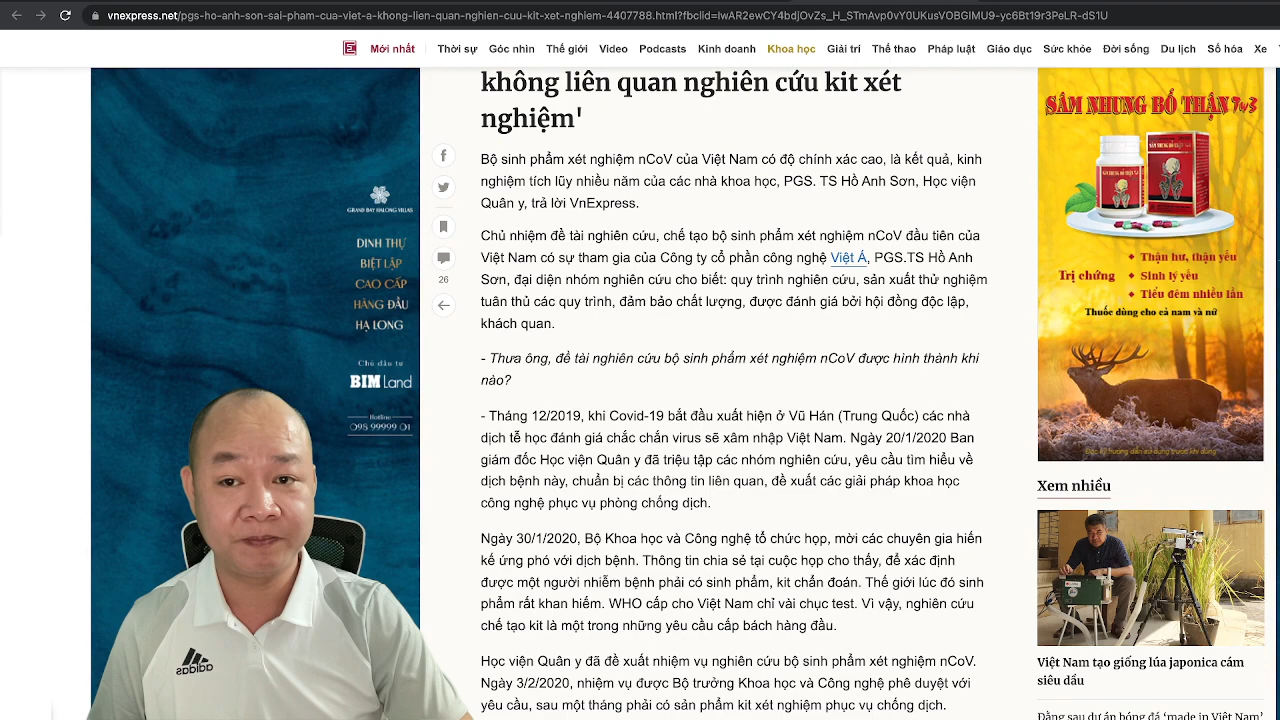 vnexpress.net/pgs-ho-anh-son-sai-pham-cua-viet-a-khong-lien-quan-nghien-cuu-kit-xet-nghiem-4407788.html?fbclid=IwAR2ewCY4bdjOvZs_H_STmAvp0vY0UKusVOBGlMU9-yc6Bt19r3PeLR-dS1U
Mới nhất Thời sự Góc nhìn Thế giới Video Podcasts Kinh doanh Khoa học Giải trí Thể thao Pháp luật Giáo dục Sức khỏe Đời sống Du lịch Số hóa Xe
không liên quan nghiên cứu kit xét
nghiệm'
Bộ sinh phẩm xét nghiệm nCoV của Việt Nam có độ chính xác cao, là kết quả, kinh
nghiệm tích lũy nhiều năm của các nhà khoa học, PGS. TS Hồ Anh Sơn, Học viện
Quân y, trả lời VnExpress.
Chủ nhiệm đề tài nghiên cứu, chế tạo bộ sinh phẩm xét nghiệm nCoV đầu tiên của
Việt Nam có sự tham gia của Công ty cổ phần công nghệ Việt Á, PGS.TS Hồ Anh
Sơn, đại diện nhóm nghiên cứu cho biết: quy trình nghiên cứu, sản xuất thử nghiệm
tuân thủ các quy trình, đảm bảo chất lượng, được đánh giá bởi hội đồng độc lập,
khách quan.
- Thưa ông, đề tài nghiên cứu bộ sinh phẩm xét nghiệm nCoV được hình thành khi
nào?
- Tháng 12/2019, khi Covid-19 bắt đầu xuất hiện ở Vũ Hán (Trung Quốc) các nhà
dịch tễ học đánh giá chắc chắn virus sẽ xâm nhập Việt Nam. Ngày 20/1/2020 Ban
giám đốc Học viện Quân y đã triệu tập các nhóm nghiên cứu, yêu cầu tìm hiểu về
dịch bệnh này, chuẩn bị các thông tin liên quan, đề xuất các giải pháp khoa học
công nghệ phục vụ phòng chống dịch.
Ngày 30/1/2020, Bộ Khoa học và Công nghệ tổ chức họp, mời các chuyên gia hiến
kế ứng phó với dịch bệnh. Thông tin chia sẻ tại cuộc họp cho thấy, để xác định
được một người nhiễm bệnh phải có sinh phẩm, kit chẩn đoán. Thế giới lúc đó sinh
phẩm rất khan hiếm. WHO cấp cho Việt Nam chỉ vài chục test. Vì vậy, nghiên cứu
chế tạo kit là một trong những yêu cầu cấp bách hàng đầu.
Học viện Quân y đã đề xuất nhiệm vụ nghiên cứu bộ sinh phẩm xét nghiệm nCoV.
Ngày 3/2/2020, nhiệm vụ được Bộ trưởng Khoa học và Công nghệ phê duyệt với
yêu cầu, sau một tháng phải có sản phẩm kit xét nghiệm phục vụ chống dịch.
26
GRAND BAY HALONG VILLAS
DINH THỰ
BIỆT LẬP
CAO CẤP
HÀNG ĐẦU
HẠ LONG
Chủ đầu tư
BIM Land
Hotline
098 99999 01
adidas
SÂM NHUNG BỔ THẬN TW3
Trị chứng
Thận hư, thận yếu
Sinh lý yếu
Tiểu đêm nhiều lần
Thuốc dùng cho cả nam và nữ
Đọc kỹ hướng dẫn sử dụng trước khi dùng
Xem nhiều
Việt Nam tạo giống lúa japonica cám
siêu dầu
Đằng sau dự án bóng đá 'made in Việt Nam'